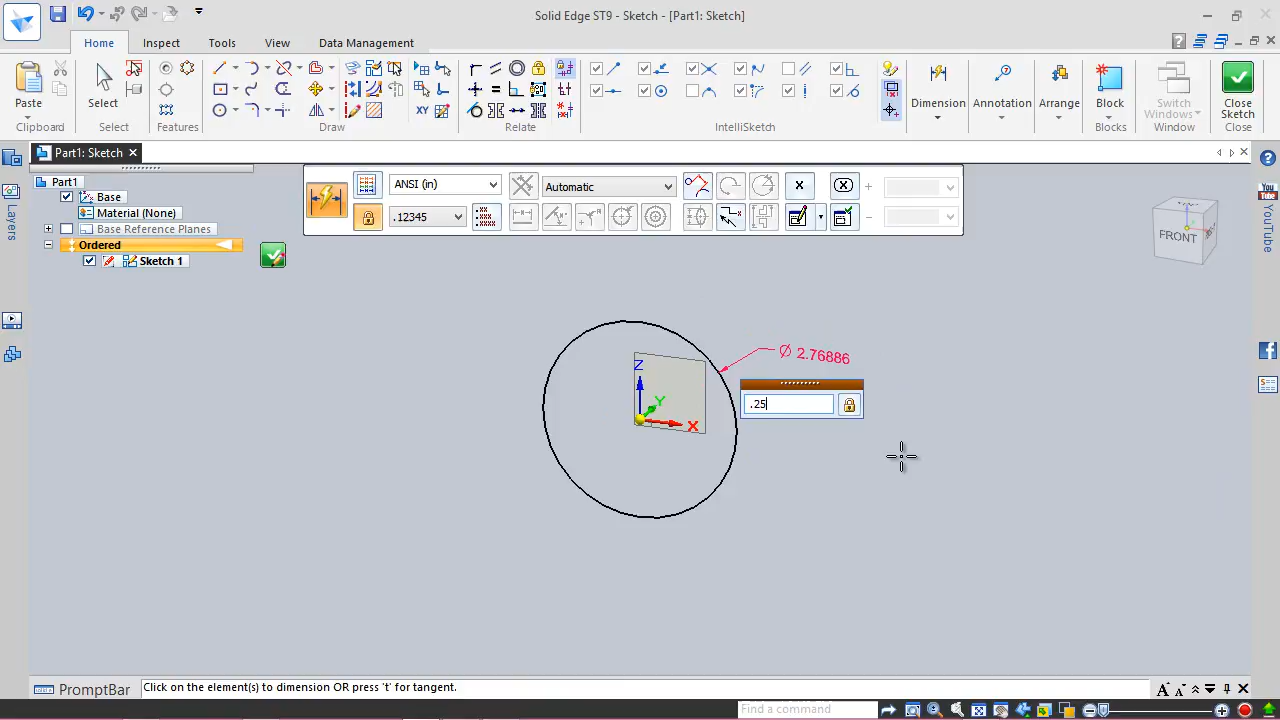 Solid Edge ST9 - Sketch - [Part1: Sketch]
Home Inspect Tools View Data Management
Paste
Select
Dimension
Annotation
Arrange
Block
Switch Windows
Close Sketch
Clipboard Select Features Draw Relate IntelliSketch Blocks Window Close
Part1: Sketch
Part1
Base
Material (None)
Base Reference Planes
Ordered
Sketch 1
Layers
ANSI (in)
Automatic
.12345
FRONT
You Tube
YouTube
Z
Y
X
Ø 2.76886
.25
PromptBar
Click on the element(s) to dimension OR press 't' for tangent.
Find a command